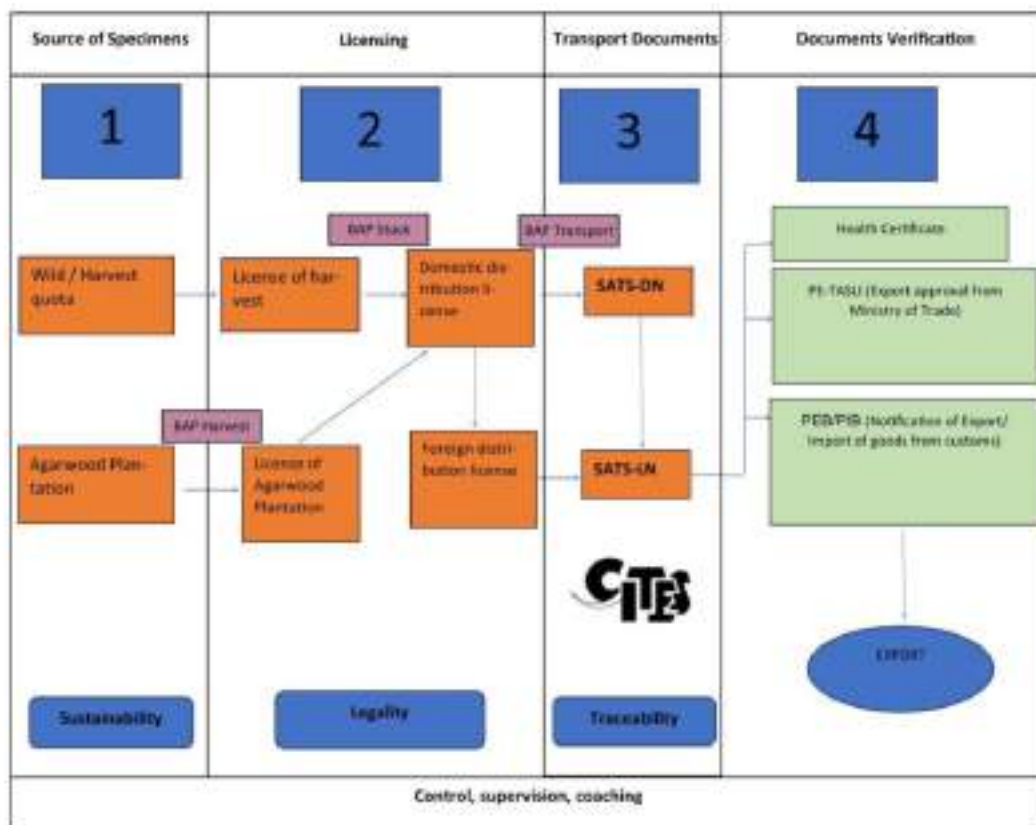 Source of Specimens
Licensing
Transport Documents
Documents Verification
1
2
3
4
BAP Stock
BAP Transport
Health Certificate
Wild / Harvest
quota
License of har-
vest
Domestic dis-
tribution li-
cense
SATS-DN
PE-TASL (Export approval from
Ministry of Trade)
BAP Harvest
Agarwood Plan-
tation
License of
Agarwood
Plantation
Foreign distri-
bution license
SATS-LN
PEB/PIB (Notification of Export/
Import of goods from customs)
CITES
EXPORT
Sustainability
Legality
Traceability
Control, supervision, coaching